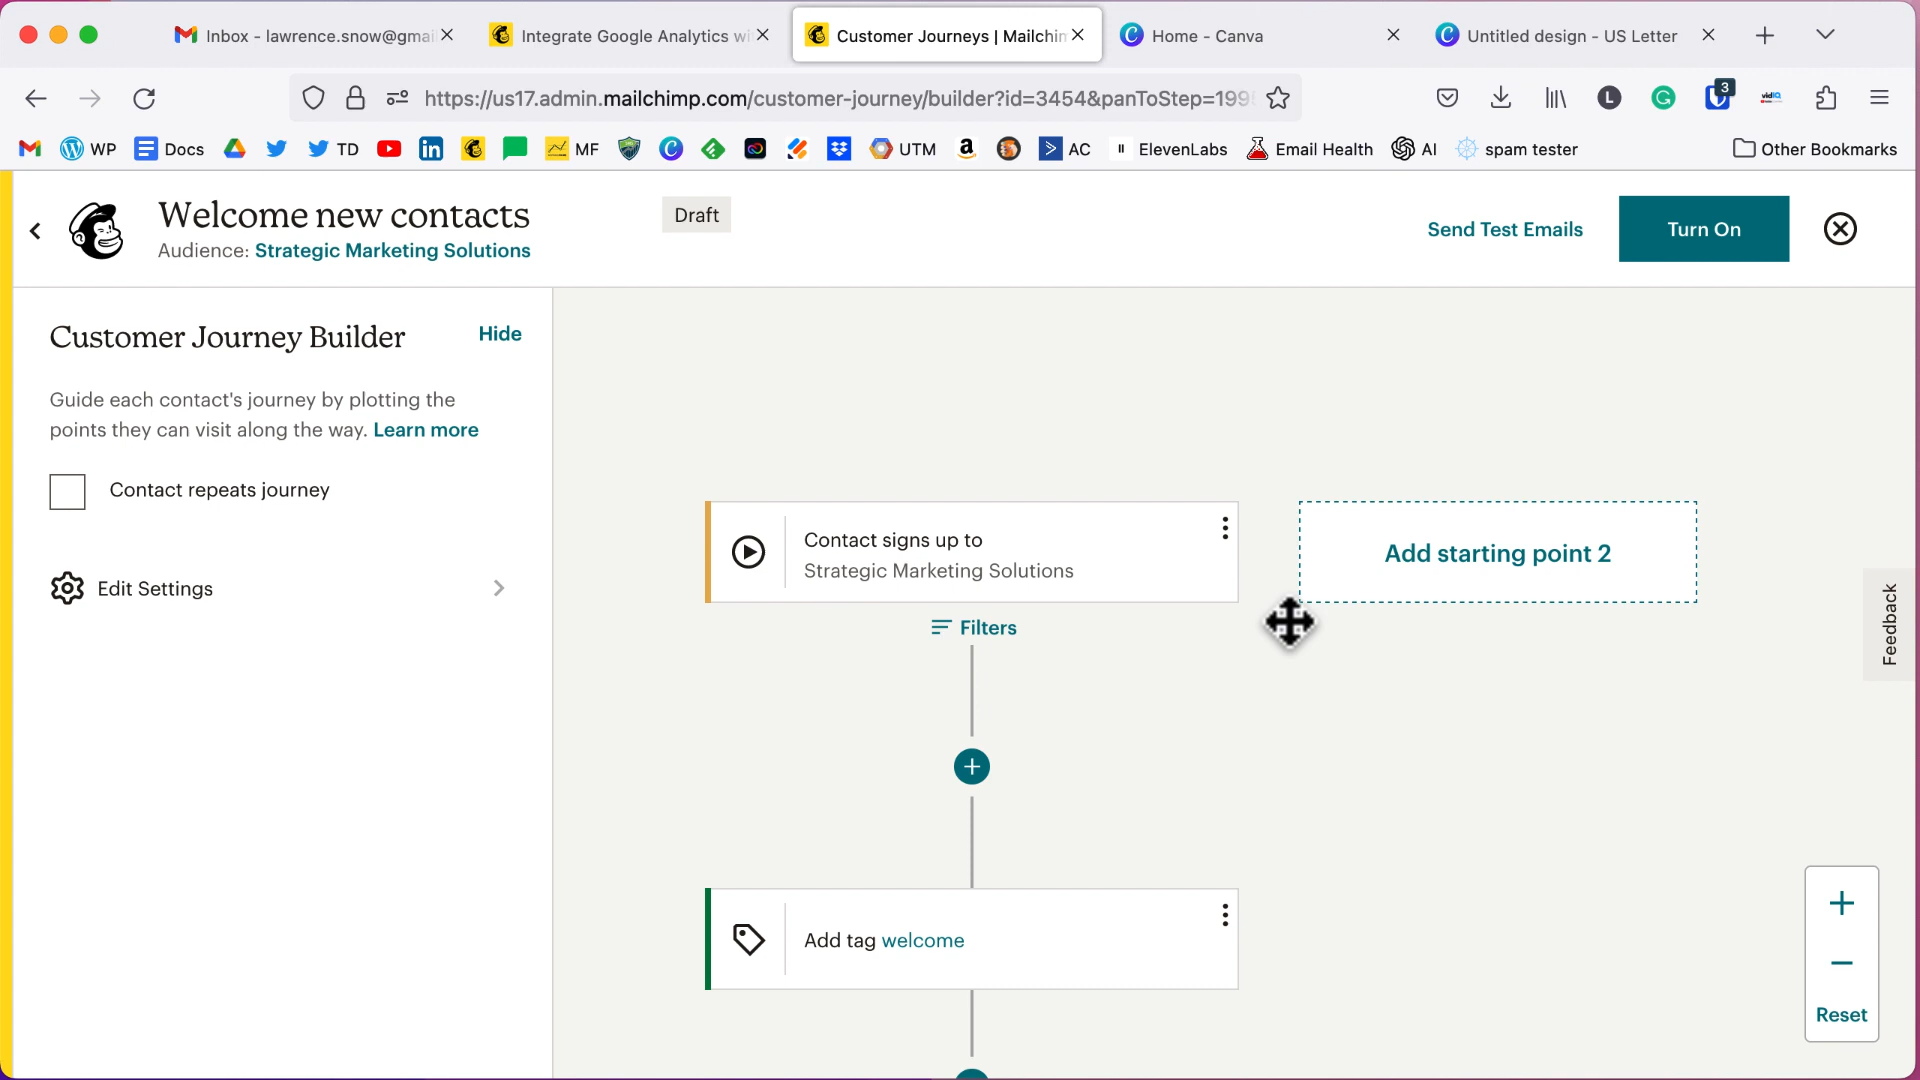 Inbox - lawrence.snow@gmai
Integrate Google Analytics wi
Customer Journeys | Mailchim
Home - Canva
Untitled design - US Letter
https://us17.admin.mailchimp.com/customer-journey/builder?id=3454&panToStep=199
L
G
3
vidIQ
WP
Docs
TD
MF
UTM
AC
ElevenLabs
Email Health
AI
spam tester
Other Bookmarks
Welcome new contacts
Draft
Audience: Strategic Marketing Solutions
Send Test Emails
Turn On
Customer Journey Builder
Hide
Guide each contact's journey by plotting the
points they can visit along the way. Learn more
Contact repeats journey
Edit Settings
Contact signs up to
Strategic Marketing Solutions
Add starting point 2
Filters
Feedback
Add tag welcome
Reset